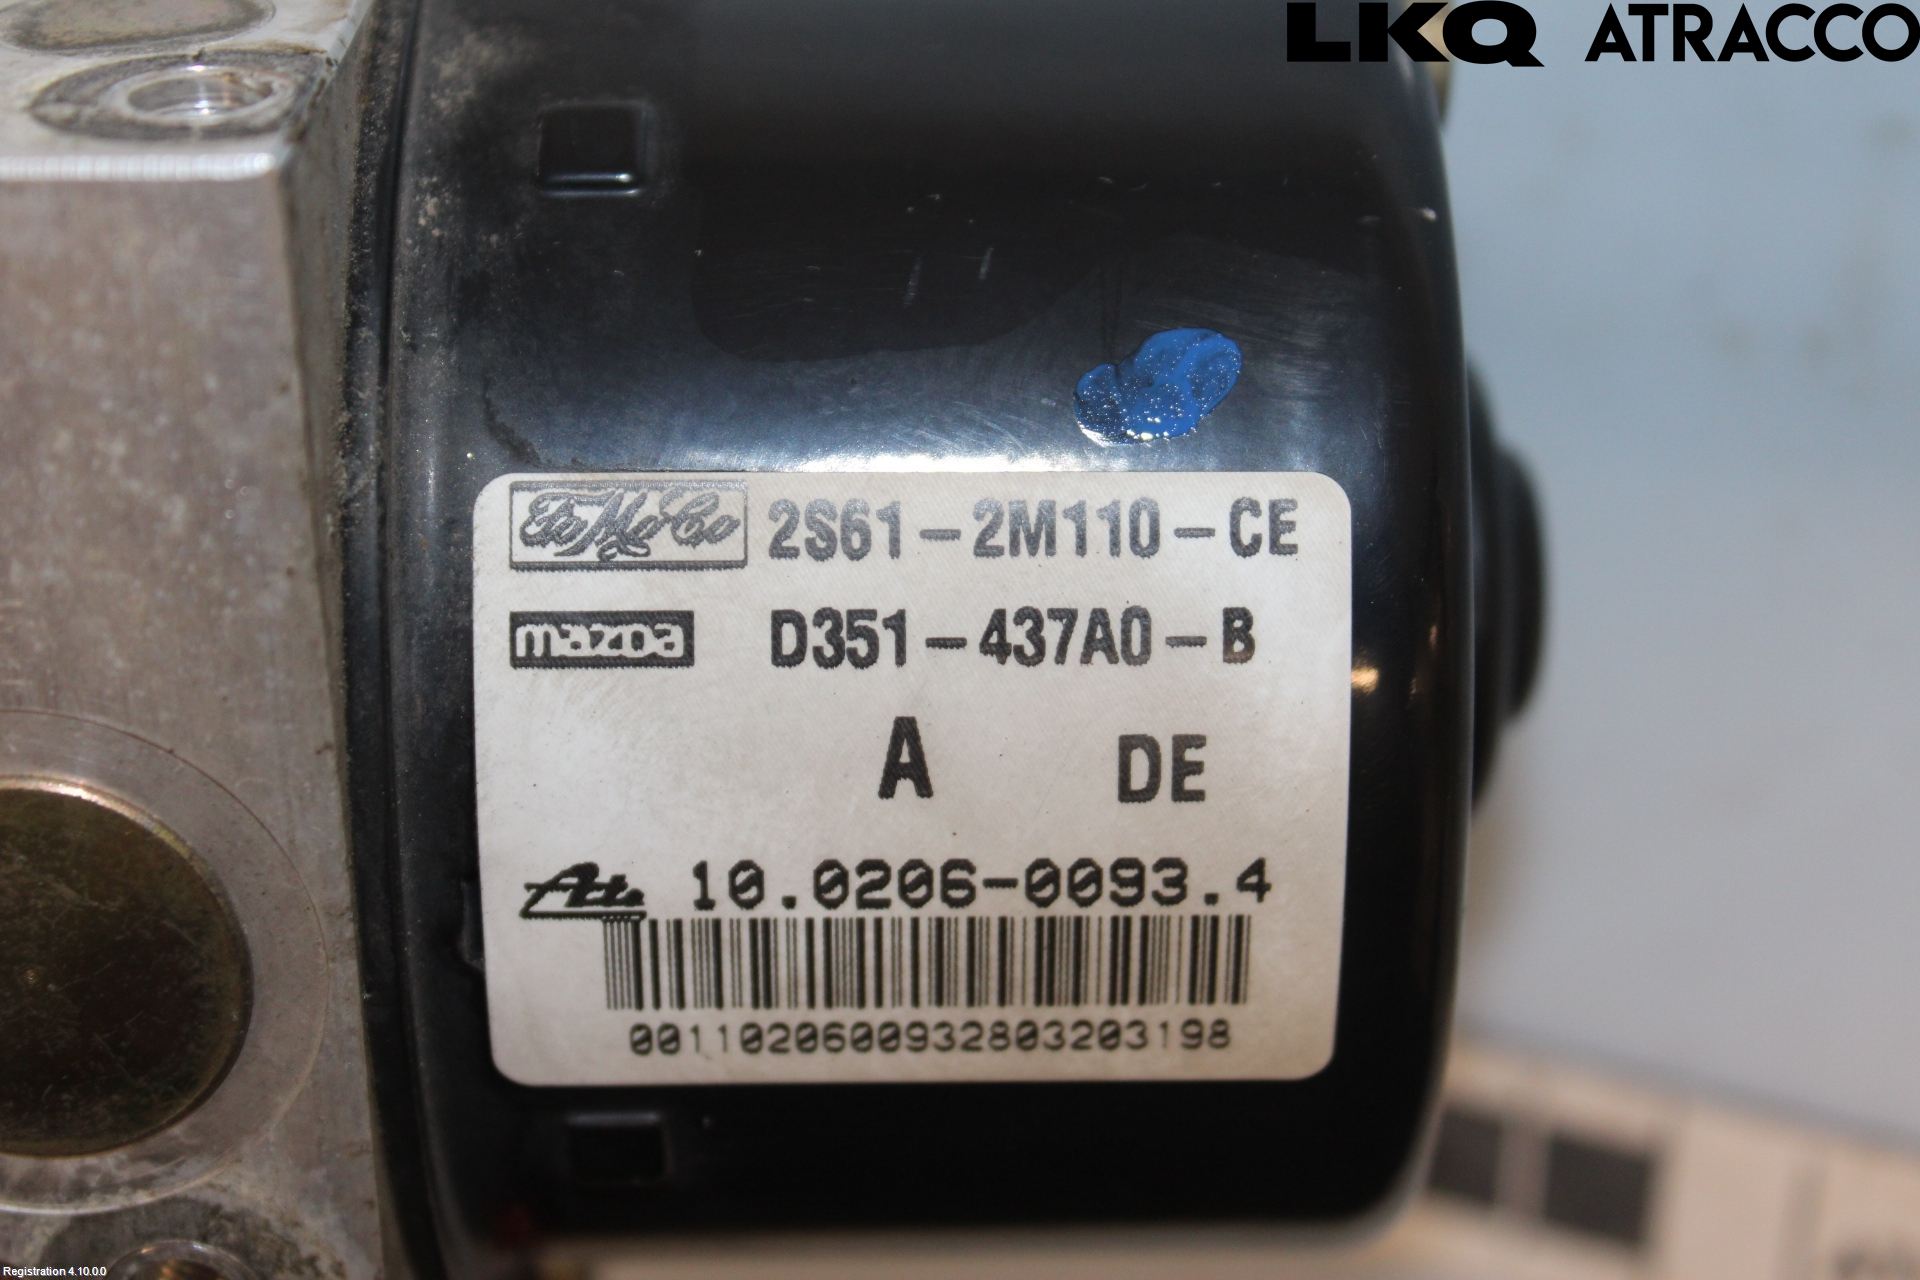 LKQ ATRACCO
FoMoCo 2S61-2M110-CE
mazda D351-437A0-B
A DE
Ate 10.0206-0093.4
0011020600932803203198
Registration 4.10.0.0